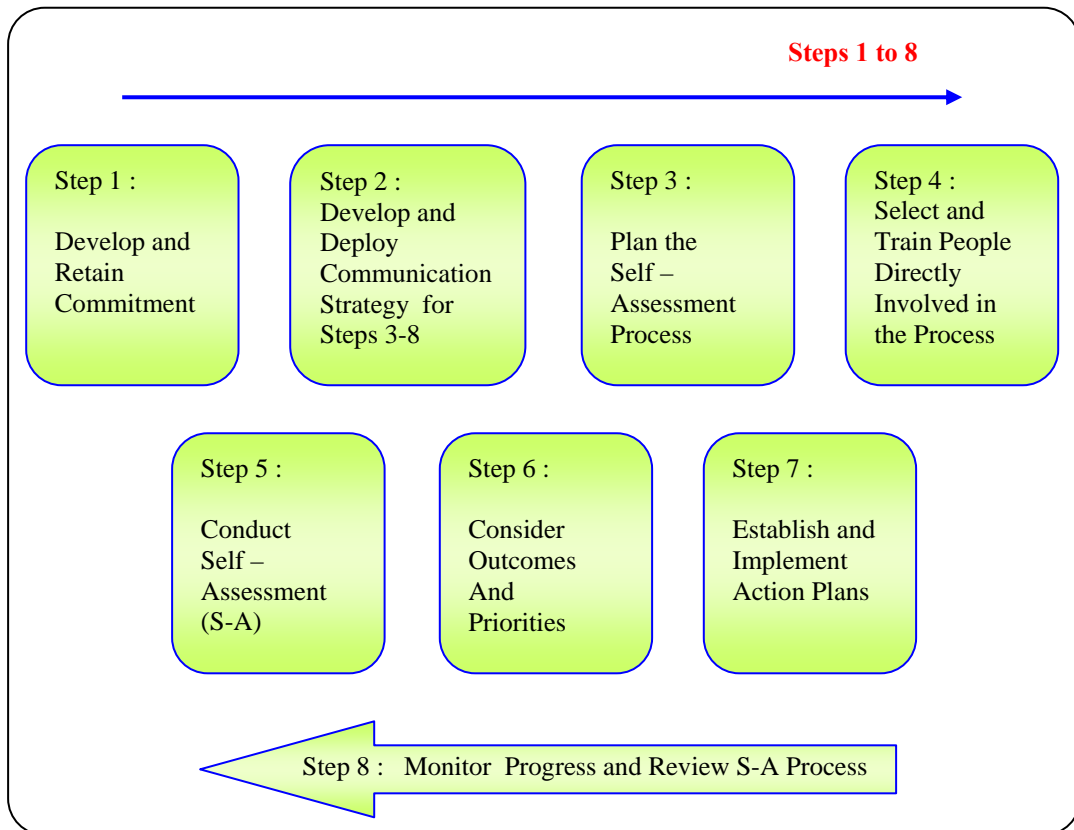 Steps 1 to 8
Step 1 :
Develop and
Retain
Commitment
Step 2 :
Develop and
Deploy
Communication
Strategy for
Steps 3-8
Step 3 :
Plan the
Self –
Assessment
Process
Step 4 :
Select and
Train People
Directly
Involved in
the Process
Step 5 :
Conduct
Self –
Assessment
(S-A)
Step 6 :
Consider
Outcomes
And
Priorities
Step 7 :
Establish and
Implement
Action Plans
Step 8 : Monitor Progress and Review S-A Process